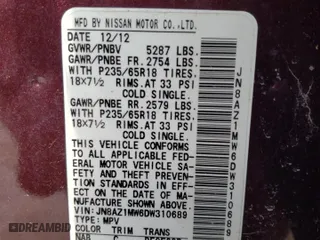 MFD BY NISSAN MOTOR CO.,LTD.
DATE 12/12
GVWR/PNBV 5287 LBS.
GAWR/PNBE FR. 2754 LBS.
WITH P235/65R18 TIRES.
18X7½ RIMS.AT 33 PSI
COLD SINGLE.
GAWR/PNBE RR. 2579 LBS.
WITH P235/65R18 TIRES.
18X7½ RIMS.AT 33 PSI
COLD SINGLE.
THIS VEHICLE CONFORMS
TO ALL APPLICABLE FED-
ERAL MOTOR VEHICLE SA-
FETY AND THEFT PREVEN-
TION STANDARDS IN EFF-
ECT ON THE DATE OF MA-
NUFACTURE SHOWN ABOVE.
VIN:JN8AZ1MW6DW310689
TYPE: MPV
COLOR TRIM TRANS
NAB G
JN8AZ1MW6DW310689
© DriveDeal Auction